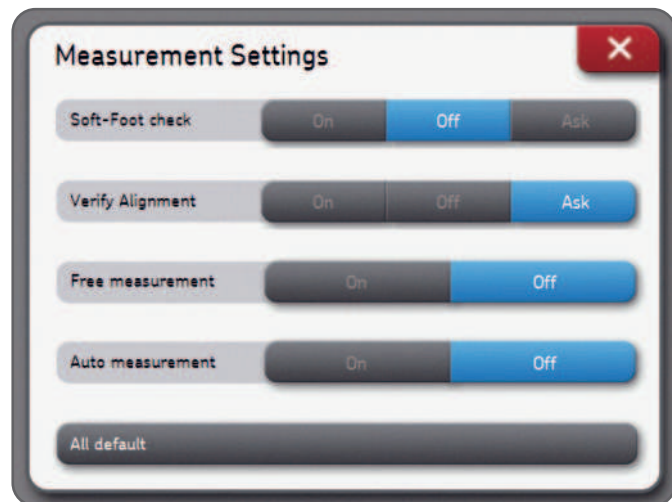 Measurement Settings
Soft-Foot check On Off Ask
Verify Alignment On Off Ask
Free measurement On Off
Auto measurement On Off
All default